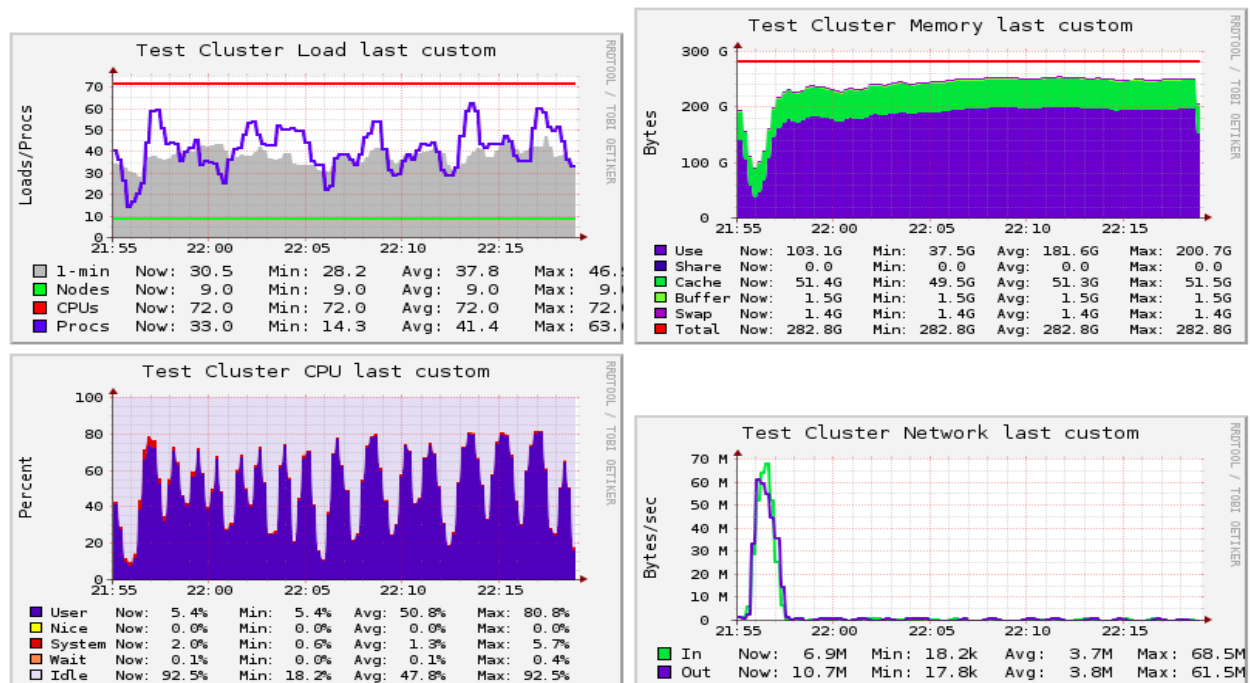 Test Cluster Load last custom
RRDTOOL / TOBI OETIKER
Loads/Procs
70
60
50
40
30
20
10
0
21:55 22:00 22:05 22:10 22:15
1-min Now: 30.5 Min: 28.2 Avg: 37.8 Max: 46.
Nodes Now: 9.0 Min: 9.0 Avg: 9.0 Max: 9.
CPUs Now: 72.0 Min: 72.0 Avg: 72.0 Max: 72.
Procs Now: 33.0 Min: 14.3 Avg: 41.4 Max: 63.
Test Cluster Memory last custom
RRDTOOL / TOBI OETIKER
Bytes
300 G
200 G
100 G
0
21:55 22:00 22:05 22:10 22:15
Use Now: 103.1G Min: 37.5G Avg: 181.6G Max: 200.7G
Share Now: 0.0 Min: 0.0 Avg: 0.0 Max: 0.0
Cache Now: 51.4G Min: 49.5G Avg: 51.3G Max: 51.5G
Buffer Now: 1.5G Min: 1.5G Avg: 1.5G Max: 1.5G
Swap Now: 1.4G Min: 1.4G Avg: 1.4G Max: 1.4G
Total Now: 282.8G Min: 282.8G Avg: 282.8G Max: 282.8G
Test Cluster CPU last custom
RRDTOOL / TOBI OETIKER
Percent
100
80
60
40
20
0
21:55 22:00 22:05 22:10 22:15
User Now: 5.4% Min: 5.4% Avg: 50.8% Max: 80.8%
Nice Now: 0.0% Min: 0.0% Avg: 0.0% Max: 0.0%
System Now: 2.0% Min: 0.6% Avg: 1.3% Max: 5.7%
Wait Now: 0.1% Min: 0.0% Avg: 0.1% Max: 0.4%
Idle Now: 92.5% Min: 18.2% Avg: 47.8% Max: 92.5%
Test Cluster Network last custom
RRDTOOL / TOBI OETIKER
Bytes/sec
70 M
60 M
50 M
40 M
30 M
20 M
10 M
0
21:55 22:00 22:05 22:10 22:15
In Now: 6.9M Min: 18.2k Avg: 3.7M Max: 68.5M
Out Now: 10.7M Min: 17.8k Avg: 3.8M Max: 61.5M